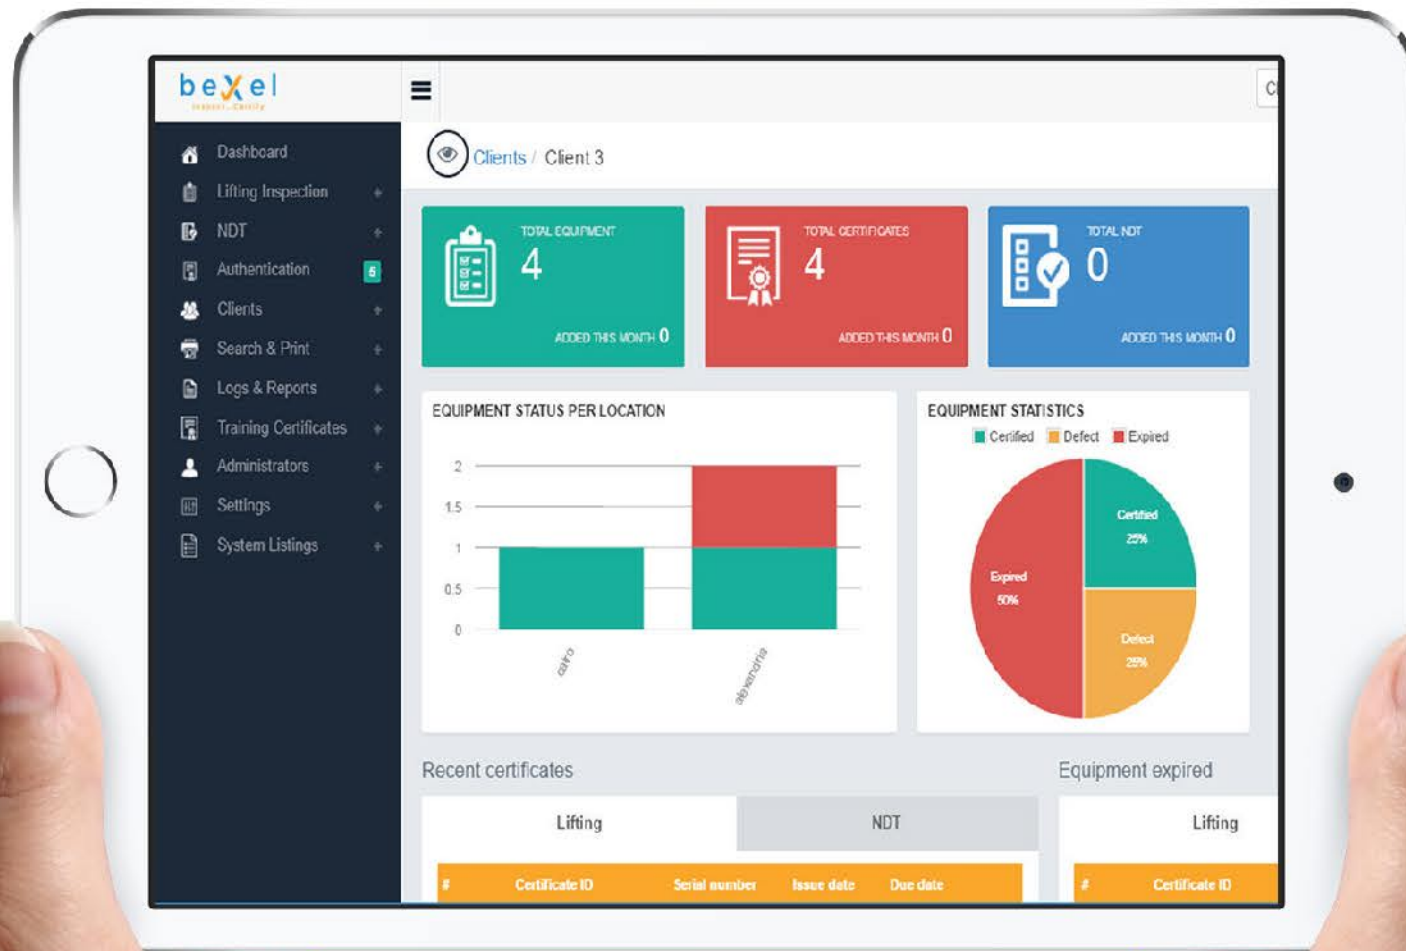 bexel
Inspect..Certify
Cl
Dashboard
Lifting Inspection +
NDT +
Authentication 5
Clients +
Search & Print +
Logs & Reports +
Training Certificates +
Administrators +
Settings +
System Listings +
Clients / Client 3
TOTAL EQUIPMENT
4
ADDED THIS MONTH 0
TOTAL CERTIFICATES
4
ADDED THIS MONTH 0
TOTAL NDT
0
ADDED THIS MONTH 0
EQUIPMENT STATUS PER LOCATION
2
1.5
1
0.5
0
cairo
alexandria
EQUIPMENT STATISTICS
Certified Defect Expired
Certified
25%
Expired
50%
Defect
25%
Recent certificates
Lifting NDT
# Certificate ID Serial number Issue date Due date
Equipment expired
Lifting
# Certificate ID